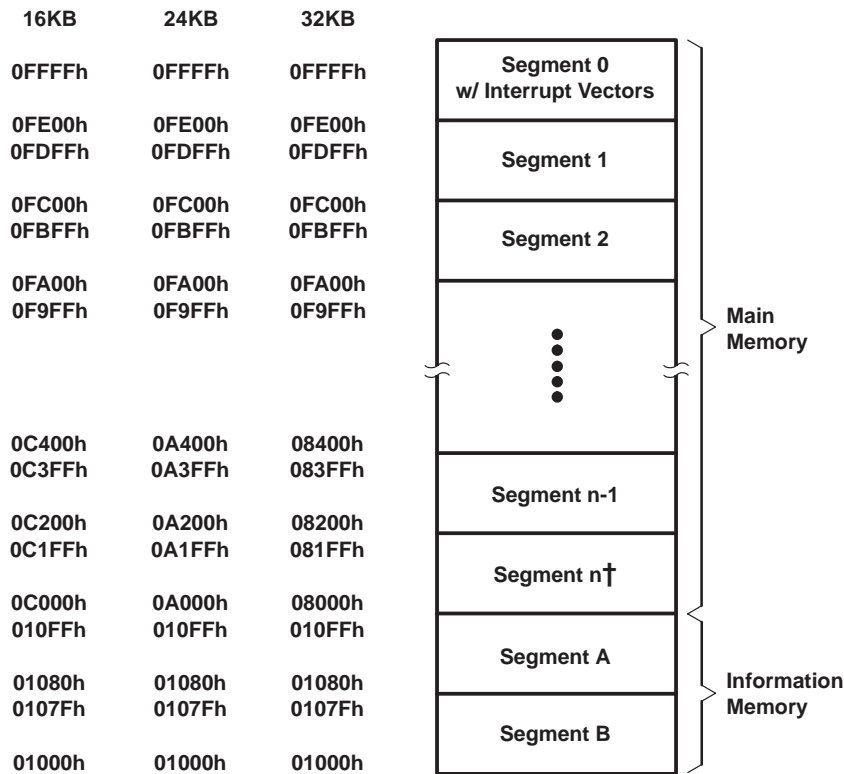 16KB 24KB 32KB
0FFFFh 0FFFFh 0FFFFh
Segment 0
w/ Interrupt Vectors
0FE00h 0FE00h 0FE00h
0FDFFh 0FDFFh 0FDFFh
Segment 1
0FC00h 0FC00h 0FC00h
0FBFFh 0FBFFh 0FBFFh
Segment 2
0FA00h 0FA00h 0FA00h
0F9FFh 0F9FFh 0F9FFh
Main
Memory
0C400h 0A400h 08400h
0C3FFh 0A3FFh 083FFh
Segment n-1
0C200h 0A200h 08200h
0C1FFh 0A1FFh 081FFh
Segment n†
0C000h 0A000h 08000h
010FFh 010FFh 010FFh
Segment A
01080h 01080h 01080h
0107Fh 0107Fh 0107Fh
Information
Memory
Segment B
01000h 01000h 01000h